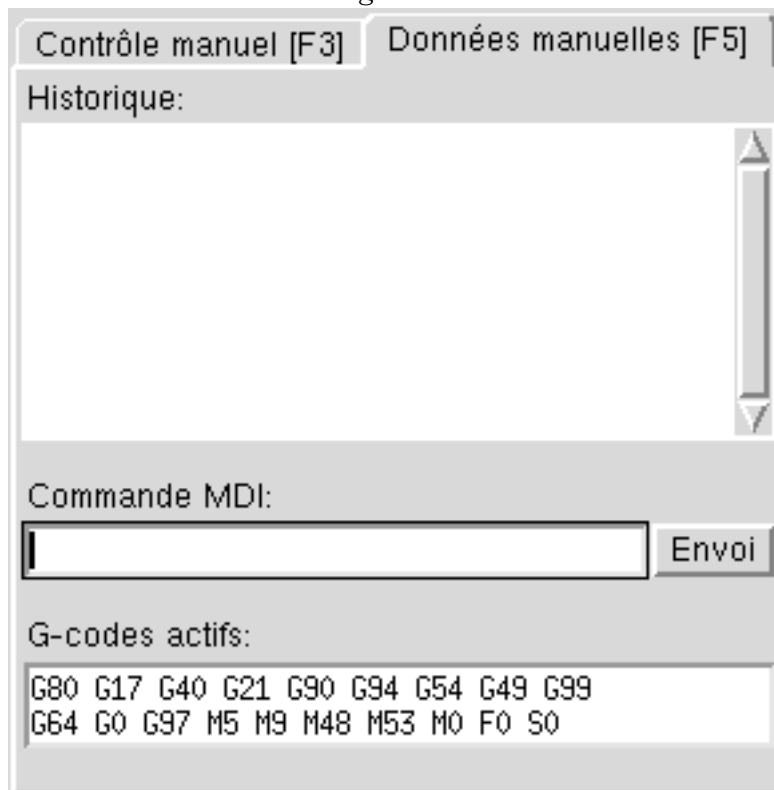 Contrôle manuel [F3] Données manuelles [F5]
Historique:
Commande MDI:
Envoi
G-codes actifs:
G80 G17 G40 G21 G90 G94 G54 G49 G99
G64 G0 G97 M5 M9 M48 M53 M0 F0 S0